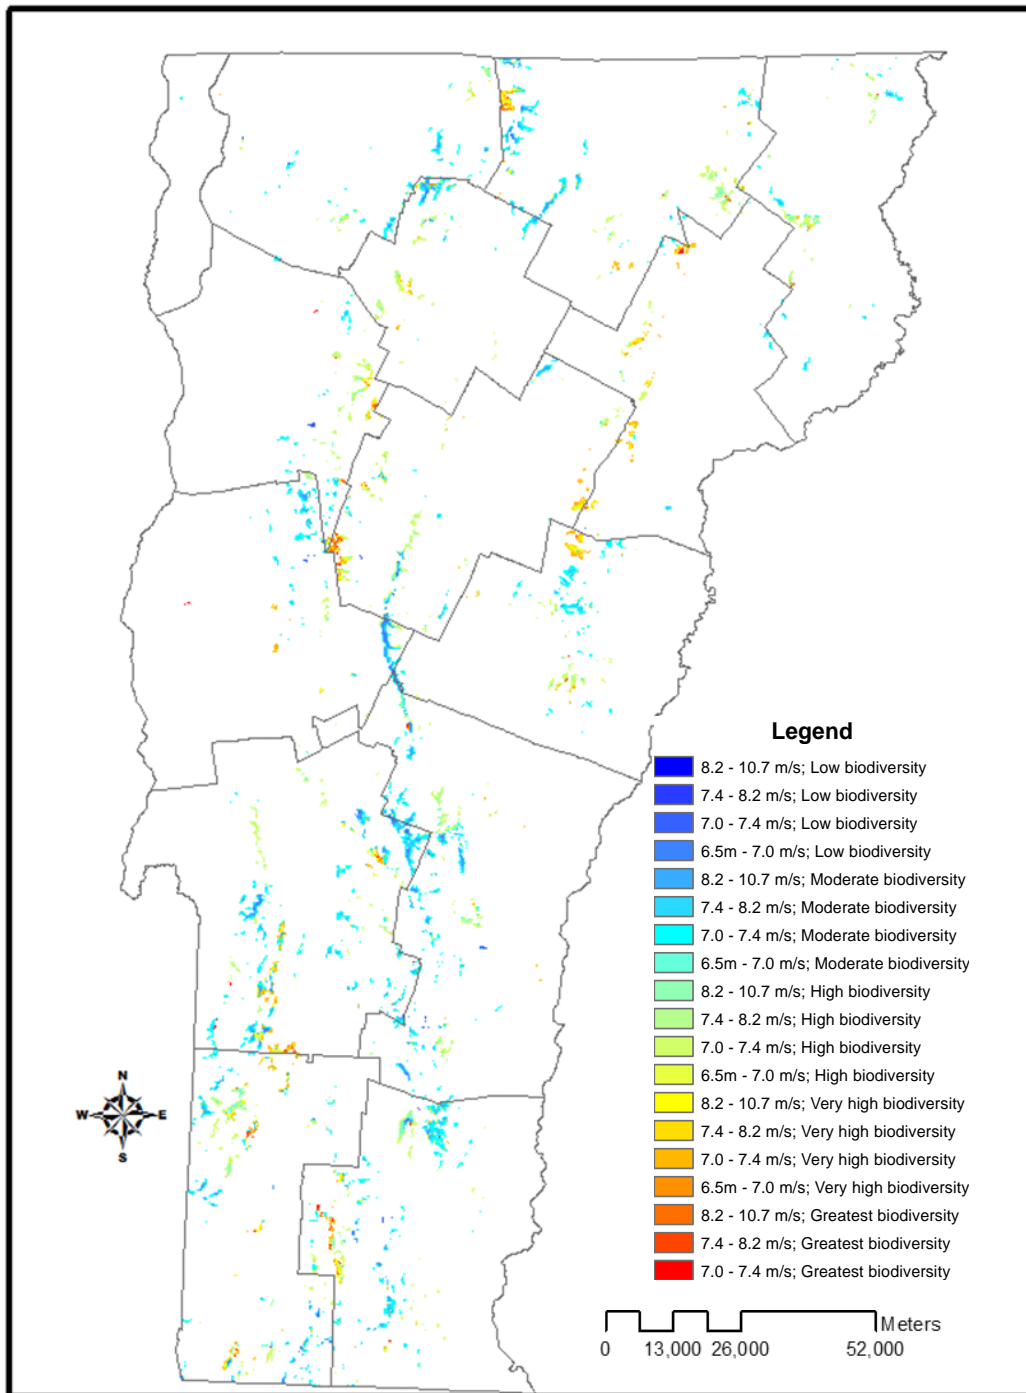 Legend
8.2 - 10.7 m/s; Low biodiversity
7.4 - 8.2 m/s; Low biodiversity
7.0 - 7.4 m/s; Low biodiversity
6.5m - 7.0 m/s; Low biodiversity
8.2 - 10.7 m/s; Moderate biodiversity
7.4 - 8.2 m/s; Moderate biodiversity
7.0 - 7.4 m/s; Moderate biodiversity
6.5m - 7.0 m/s; Moderate biodiversity
8.2 - 10.7 m/s; High biodiversity
7.4 - 8.2 m/s; High biodiversity
7.0 - 7.4 m/s; High biodiversity
6.5m - 7.0 m/s; High biodiversity
8.2 - 10.7 m/s; Very high biodiversity
7.4 - 8.2 m/s; Very high biodiversity
7.0 - 7.4 m/s; Very high biodiversity
6.5m - 7.0 m/s; Very high biodiversity
8.2 - 10.7 m/s; Greatest biodiversity
7.4 - 8.2 m/s; Greatest biodiversity
7.0 - 7.4 m/s; Greatest biodiversity
N
W E
S
Meters
0 13,000 26,000 52,000